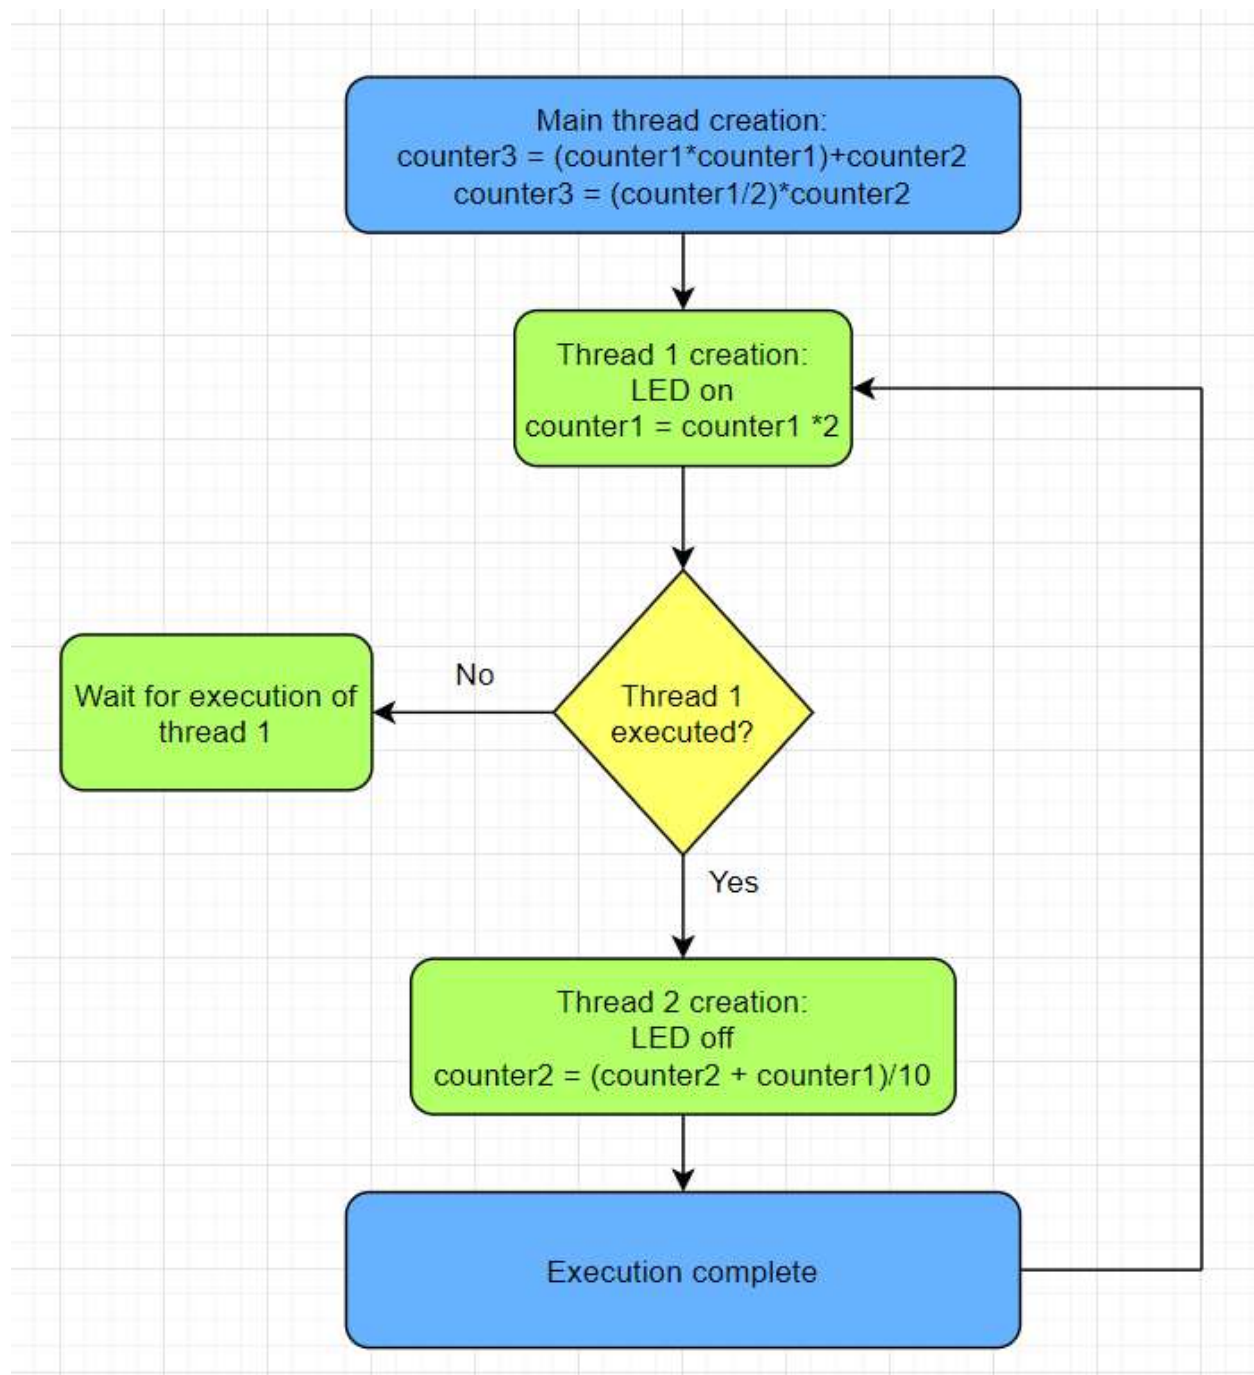 Main thread creation:
counter3 = (counter1*counter1)+counter2
counter3 = (counter1/2)*counter2
Thread 1 creation:
LED on
counter1 = counter1 *2
No
Wait for execution of
thread 1
Thread 1
executed?
Yes
Thread 2 creation:
LED off
counter2 = (counter2 + counter1)/10
Execution complete